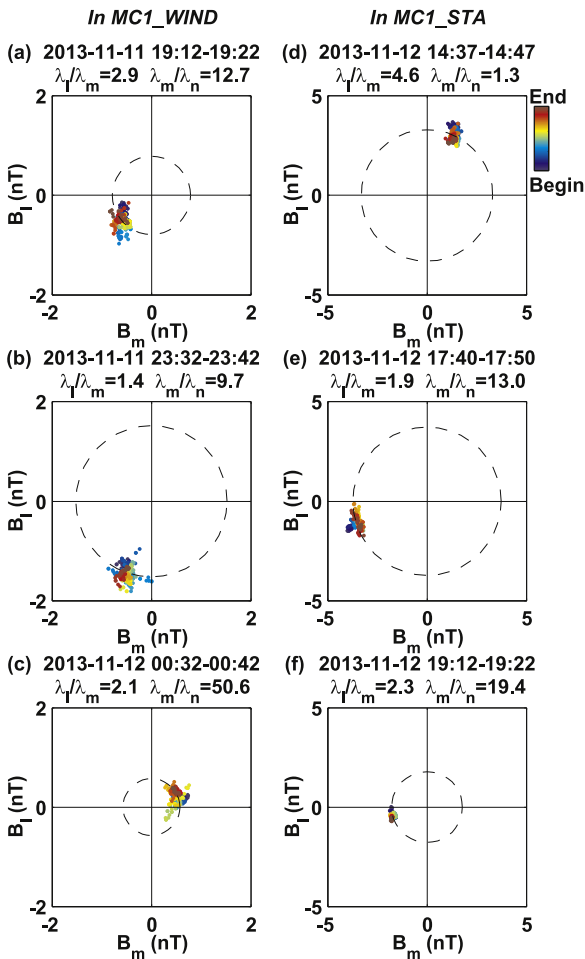 In MC1_WIND
In MC1_STA
(a) 2013-11-11 19:12-19:22
λl/λm=2.9 λm/λn=12.7
2
0
-2
Bl (nT)
-2 0 2
Bm (nT)
(d) 2013-11-12 14:37-14:47
λl/λm=4.6 λm/λn=1.3
5
0
-5
Bl (nT)
-5 0 5
Bm (nT)
End
Begin
(b) 2013-11-11 23:32-23:42
λl/λm=1.4 λm/λn=9.7
2
0
-2
Bl (nT)
-2 0 2
Bm (nT)
(e) 2013-11-12 17:40-17:50
λl/λm=1.9 λm/λn=13.0
5
0
-5
Bl (nT)
-5 0 5
Bm (nT)
(c) 2013-11-12 00:32-00:42
λl/λm=2.1 λm/λn=50.6
2
0
-2
Bl (nT)
-2 0 2
Bm (nT)
(f) 2013-11-12 19:12-19:22
λl/λm=2.3 λm/λn=19.4
5
0
-5
Bl (nT)
-5 0 5
Bm (nT)